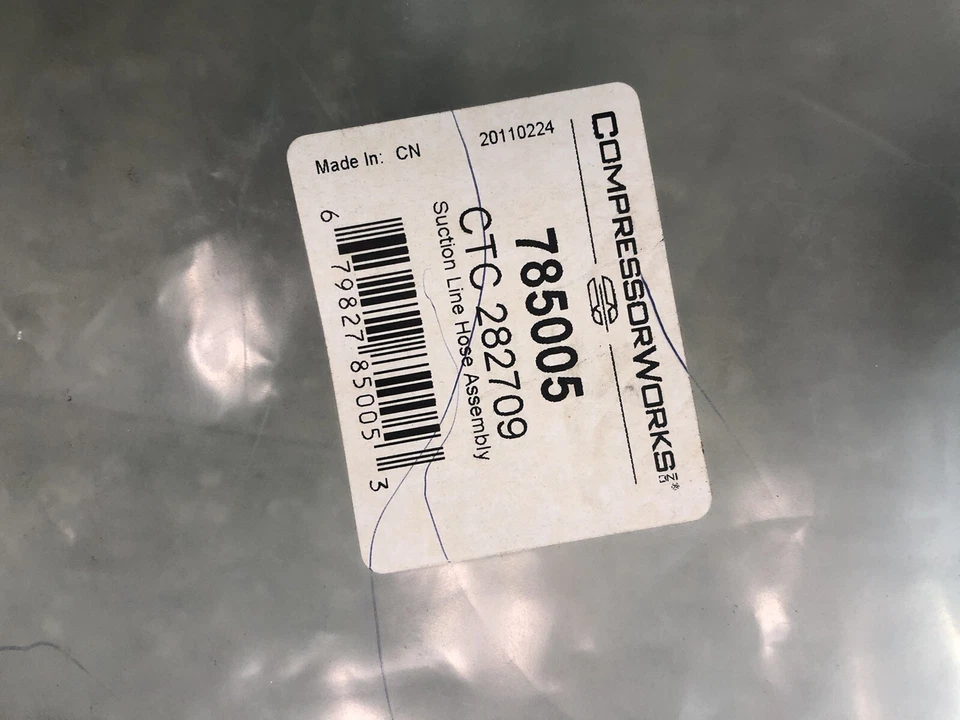 COMPRESSORWORKS
785005
CTC 282709
Suction Line Hose Assembly
6 79827 85005 3
Made In: CN
20110224